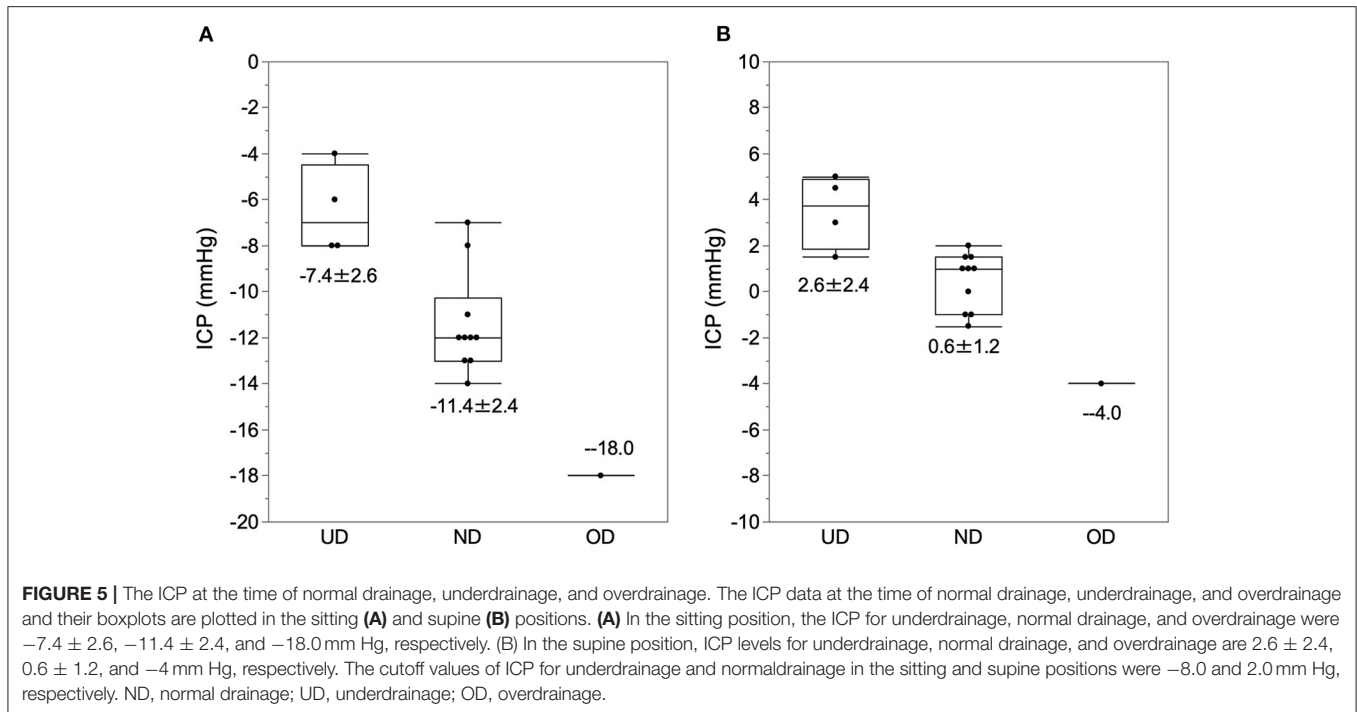 A
B
0
-2
-4
-6
-8
-10
-12
-14
-16
-18
-20
ICP (mmHg)
-7.4±2.6
-11.4±2.4
--18.0
UD ND OD
10
8
6
4
2
0
-2
-4
-6
-8
-10
ICP (mmHg)
2.6±2.4
0.6±1.2
--4.0
UD ND OD
FIGURE 5 | The ICP at the time of normal drainage, underdrainage, and overdrainage. The ICP data at the time of normal drainage, underdrainage, and overdrainage
and their boxplots are plotted in the sitting (A) and supine (B) positions. (A) In the sitting position, the ICP for underdrainage, normal drainage, and overdrainage were
−7.4 ± 2.6, −11.4 ± 2.4, and −18.0 mm Hg, respectively. (B) In the supine position, ICP levels for underdrainage, normal drainage, and overdrainage are 2.6 ± 2.4,
0.6 ± 1.2, and −4 mm Hg, respectively. The cutoff values of ICP for underdrainage and normaldrainage in the sitting and supine positions were −8.0 and 2.0 mm Hg,
respectively. ND, normal drainage; UD, underdrainage; OD, overdrainage.